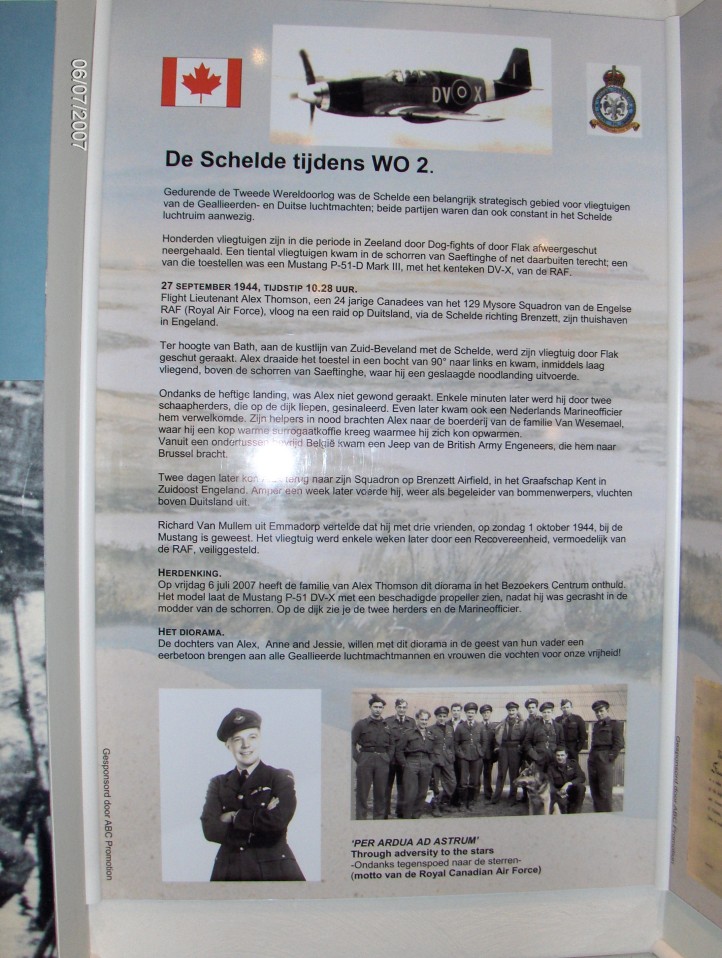 06/07/2007
DV X
De Schelde tijdens WO 2.
Gedurende de Tweede Wereldoorlog was de Schelde een belangrijk strategisch gebied voor vliegtuigen
van de Geallieerden- en Duitse luchtmachten; beide partijen waren dan ook constant in het Schelde
luchtruim aanwezig.
Honderden vliegtuigen zijn in die periode in Zeeland door Dog-fights of door Flak afweergeschut
neergehaald. Een tiental vliegtuigen kwam in de schorren van Saeftinghe of net daarbuiten terecht; een
van die toestellen was een Mustang P-51-D Mark III, met het kenteken DV-X, van de RAF.
27 SEPTEMBER 1944, TIJDSTIP 10.28 UUR.
Flight Lieutenant Alex Thomson, een 24 jarige Canadees van het 129 Mysore Squadron van de Engelse
RAF (Royal Air Force), vloog na een raid op Duitsland, via de Schelde richting Brenzett, zijn thuishaven
in Engeland.
Ter hoogte van Bath, aan de kustlijn van Zuid-Beveland met de Schelde, werd zijn vliegtuig door Flak
geschut geraakt. Alex draaide het toestel in een bocht van 90° naar links en kwam, inmiddels laag
vliegend, boven de schorren van Saeftinghe, waar hij een geslaagde noodlanding uitvoerde.
Ondanks de heftige landing, was Alex niet gewond geraakt. Enkele minuten later werd hij door twee
schaapherders, die op de dijk liepen, gesinaleerd. Even later kwam ook een Nederlands Marineofficier
hem verwelkomde. Zijn helpers in nood brachten Alex naar de boerderij van de familie Van Wesemael,
waar hij een kop warme surrogaatkoffie kreeg waarmee hij zich kon opwarmen.
Vanuit een ondertussen bevrijd België kwam een Jeep van de British Army Engeneers, die hem naar
Brussel bracht.
Twee dagen later terug naar zijn Squadron op Brenzett Airfield, in het Graafschap Kent in
Zuidoost Engeland. Amper een week later voerde hij, weer als begeleider van bommenwerpers, vluchten
boven Duitsland uit.
Richard Van Mullem uit Emmadorp vertelde dat hij met drie vrienden, op zondag 1 oktober 1944, bij de
Mustang is geweest. Het vliegtuig werd enkele weken later door een Recovereenheid, vermoedelijk van
de RAF, veiliggesteld.
HERDENKING.
Op vrijdag 6 juli 2007 heeft de familie van Alex Thomson dit diorama in het Bezoekers Centrum onthuld.
Het model laat de Mustang P-51 DV-X met een beschadigde propeller zien, nadat hij was gecrasht in de
modder van de schorren. Op de dijk zie je de twee herders en de Marineofficier.
HET DIORAMA.
De dochters van Alex, Anne and Jessie, willen met dit diorama in de geest van hun vader een
eerbetoon brengen aan alle Geallieerde luchtmachtmannen en vrouwen die vochten voor onze vrijheid!
Gesponsord door ABC Promotion
'PER ARDUA AD ASTRUM'
Through adversity to the stars
-Ondanks tegenspoed naar de sterren-
(motto van de Royal Canadian Air Force)
Gesponsord door ABC Promotion